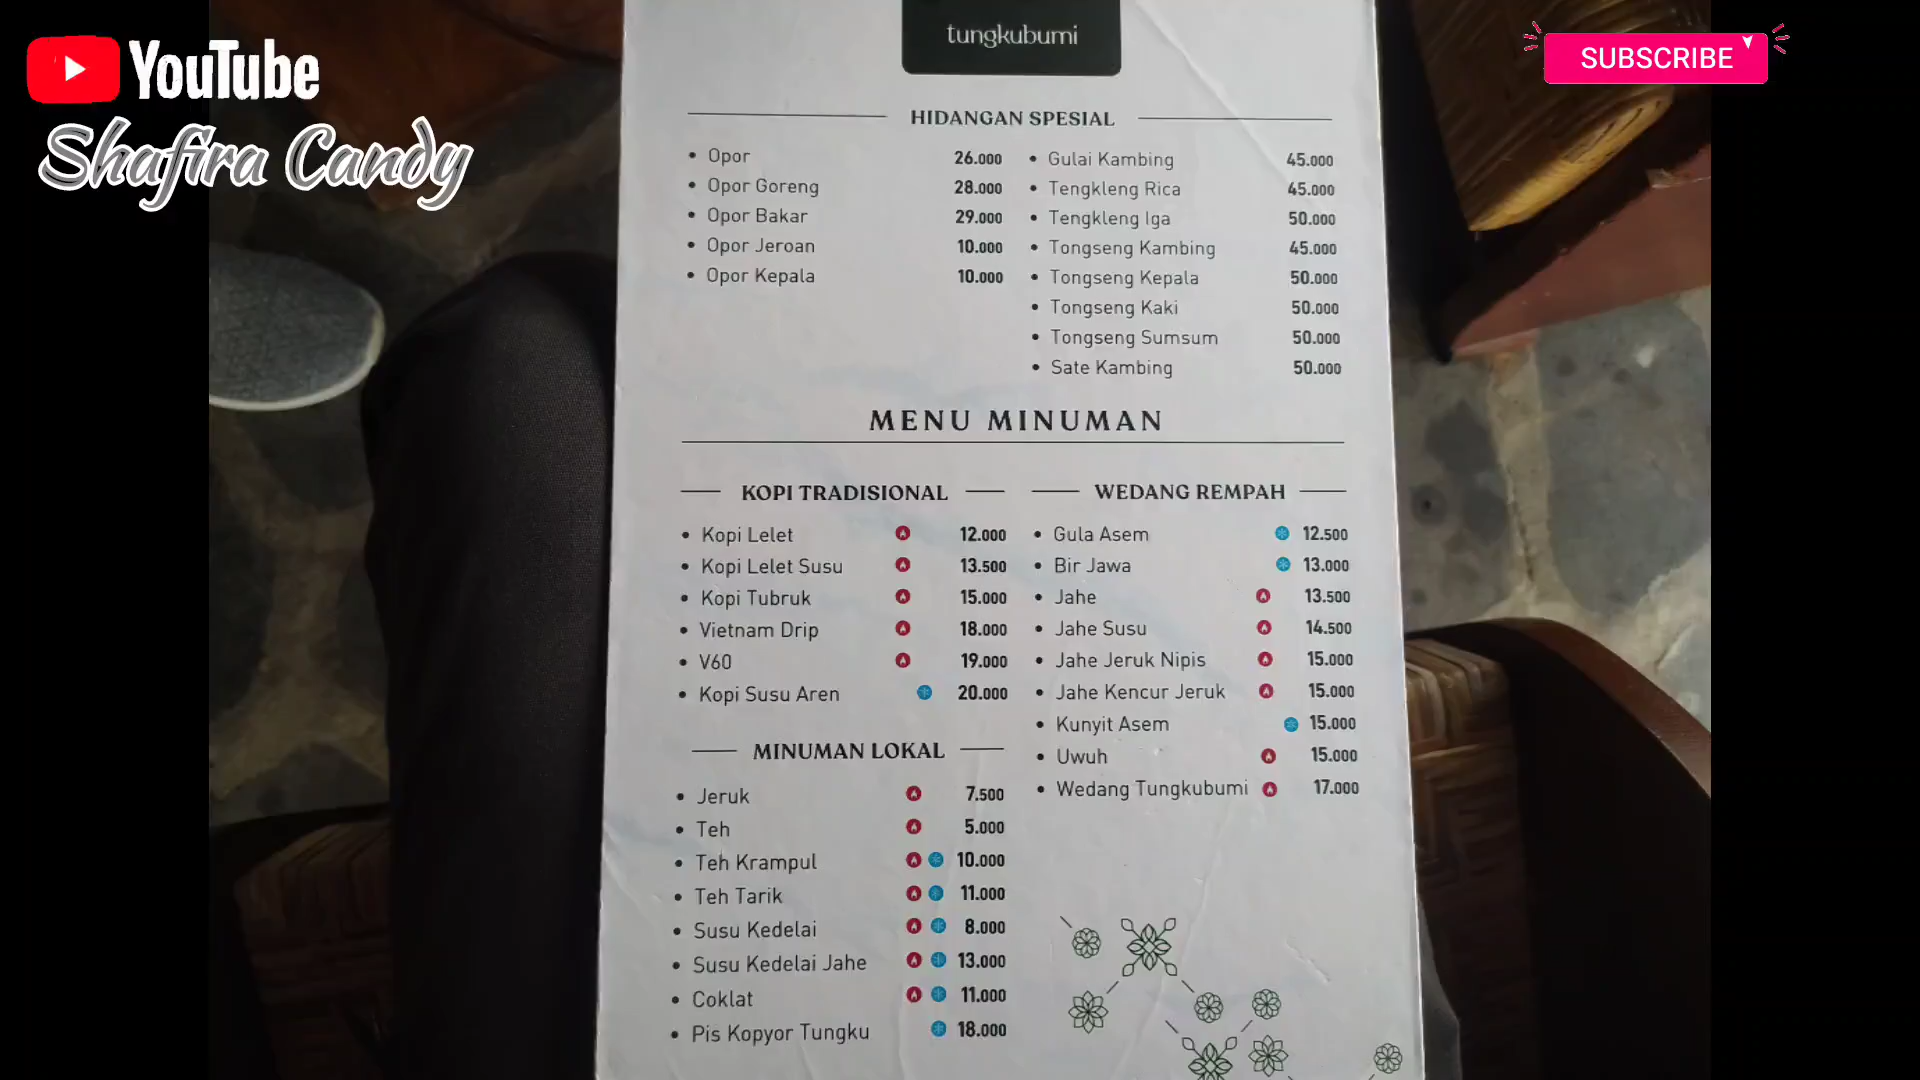 YouTube
Shafira Candy
SUBSCRIBE
tungkubumi
HIDANGAN SPESIAL
• Opor 26.000
• Opor Goreng 28.000
• Opor Bakar 29.000
• Opor Jeroan 10.000
• Opor Kepala 10.000
• Gulai Kambing 45.000
• Tengkleng Rica 45.000
• Tengkleng Iga 50.000
• Tongseng Kambing 45.000
• Tongseng Kepala 50.000
• Tongseng Kaki 50.000
• Tongseng Sumsum 50.000
• Sate Kambing 50.000
MENU MINUMAN
KOPI TRADISIONAL
• Kopi Lelet 12.000
• Kopi Lelet Susu 13.500
• Kopi Tubruk 15.000
• Vietnam Drip 18.000
• V60 19.000
• Kopi Susu Aren 20.000
MINUMAN LOKAL
• Jeruk 7.500
• Teh 5.000
• Teh Krampul 10.000
• Teh Tarik 11.000
• Susu Kedelai 8.000
• Susu Kedelai Jahe 13.000
• Coklat 11.000
• Pis Kopyor Tungku 18.000
WEDANG REMPAH
• Gula Asem 12.500
• Bir Jawa 13.000
• Jahe 13.500
• Jahe Susu 14.500
• Jahe Jeruk Nipis 15.000
• Jahe Kencur Jeruk 15.000
• Kunyit Asem 15.000
• Uwuh 15.000
• Wedang Tungkubumi 17.000